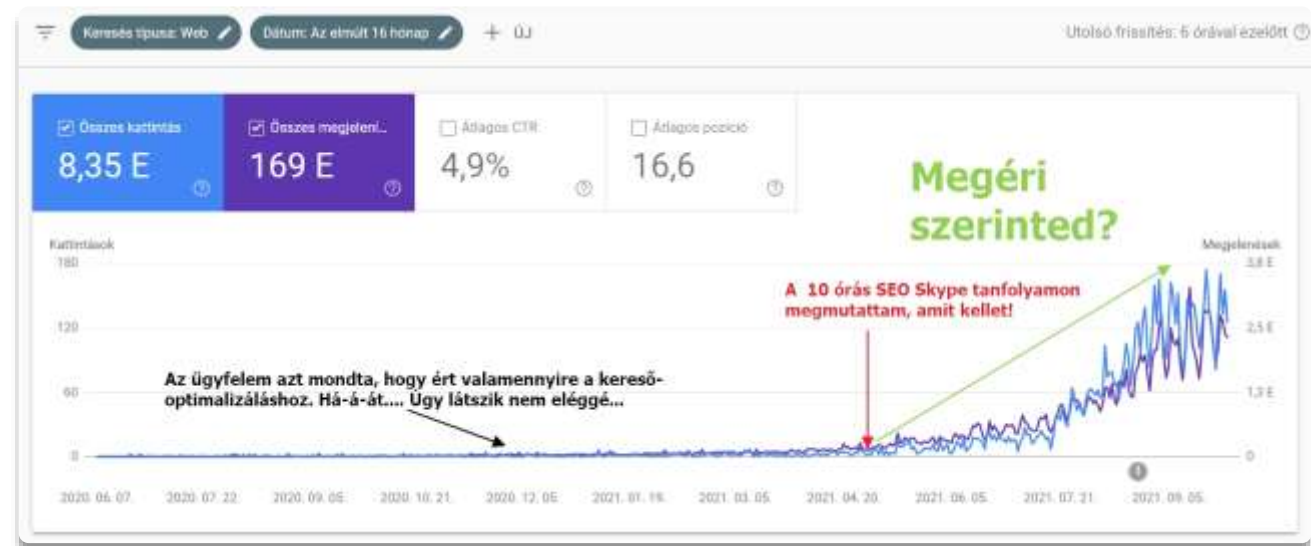 Keresés típusa: Web
Dátum: Az elmúlt 16 hónap
+ ÚJ
Utolsó frissítés: 6 órával ezelőtt
Összes kattintás
8,35 E
Összes megjelení...
169 E
Átlagos CTR
4,9%
Átlagos pozíció
16,6
Megéri
szerinted?
Kattintások
Megjelenések
180
3,8 E
A 10 órás SEO Skype tanfolyamon
megmutattam, amit kellet!
120
2,5 E
Az ügyfelem azt mondta, hogy ért valamennyire a kereső-
optimalizáláshoz. Há-á-át.... Úgy látszik nem eléggé...
60
1,3 E
0
0
2020. 06. 07.
2020. 07. 22.
2020. 09. 05.
2020. 10. 21.
2020. 12. 05.
2021. 01. 19.
2021. 03. 05.
2021. 04. 20.
2021. 06. 05.
2021. 07. 21.
2021. 09. 05.